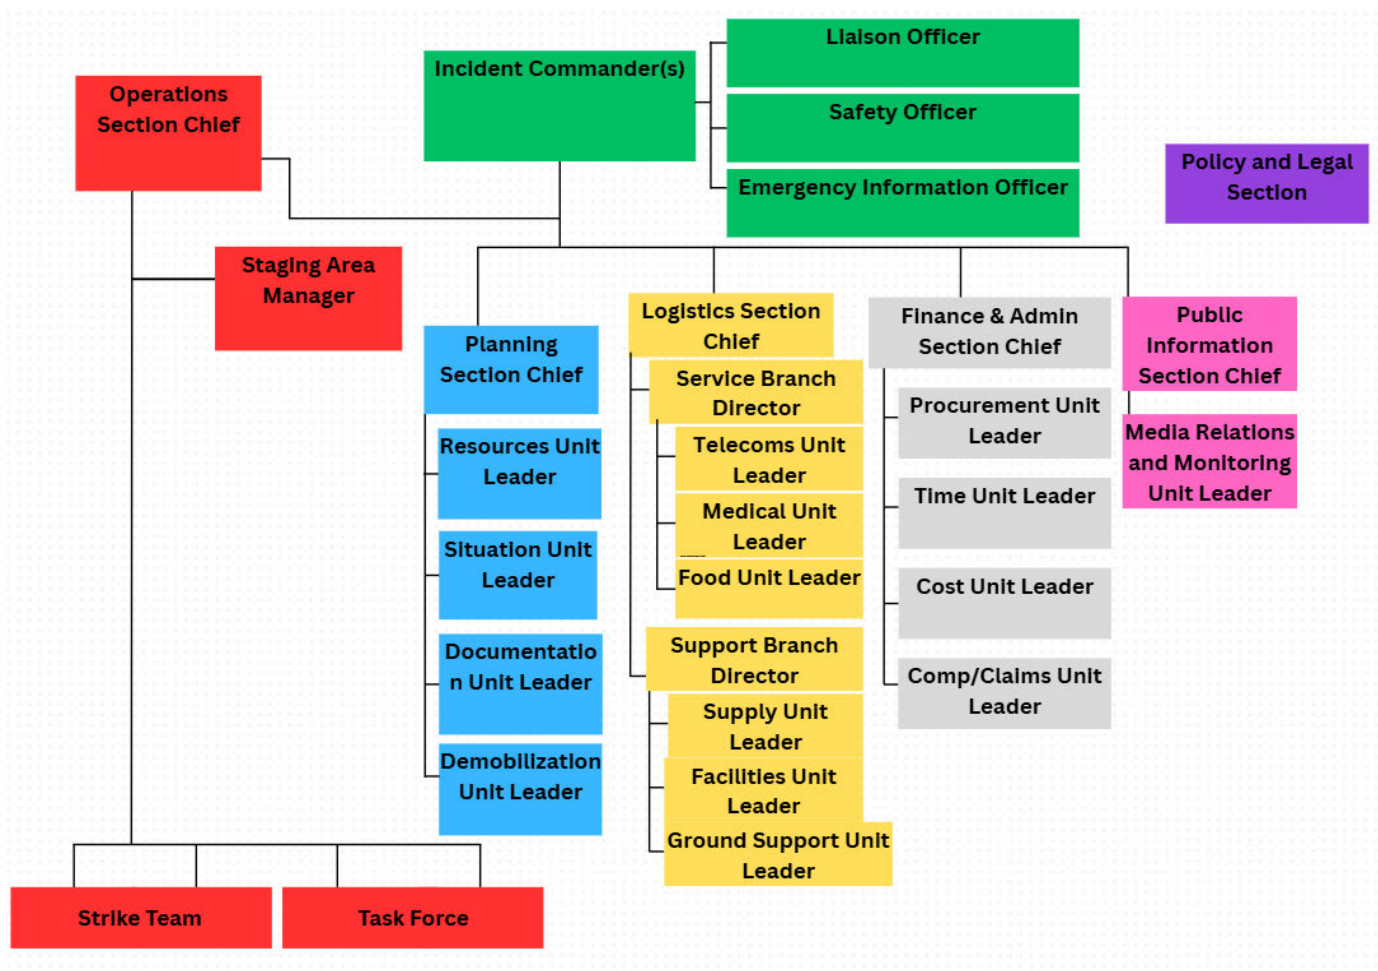 Liaison Officer
Incident Commander(s)
Operations
Section Chief
Safety Officer
Policy and Legal
Section
Emergency Information Officer
Staging Area
Manager
Planning
Section Chief
Resources Unit
Leader
Situation Unit
Leader
Documentatio
n Unit Leader
Demobilization
Unit Leader
Logistics Section
Chief
Service Branch
Director
Telecoms Unit
Leader
Medical Unit
Leader
Food Unit Leader
Support Branch
Director
Supply Unit
Leader
Facilities Unit
Leader
Ground Support Unit
Leader
Finance & Admin
Section Chief
Procurement Unit
Leader
Time Unit Leader
Cost Unit Leader
Comp/Claims Unit
Leader
Public
Information
Section Chief
Media Relations
and Monitoring
Unit Leader
Strike Team
Task Force